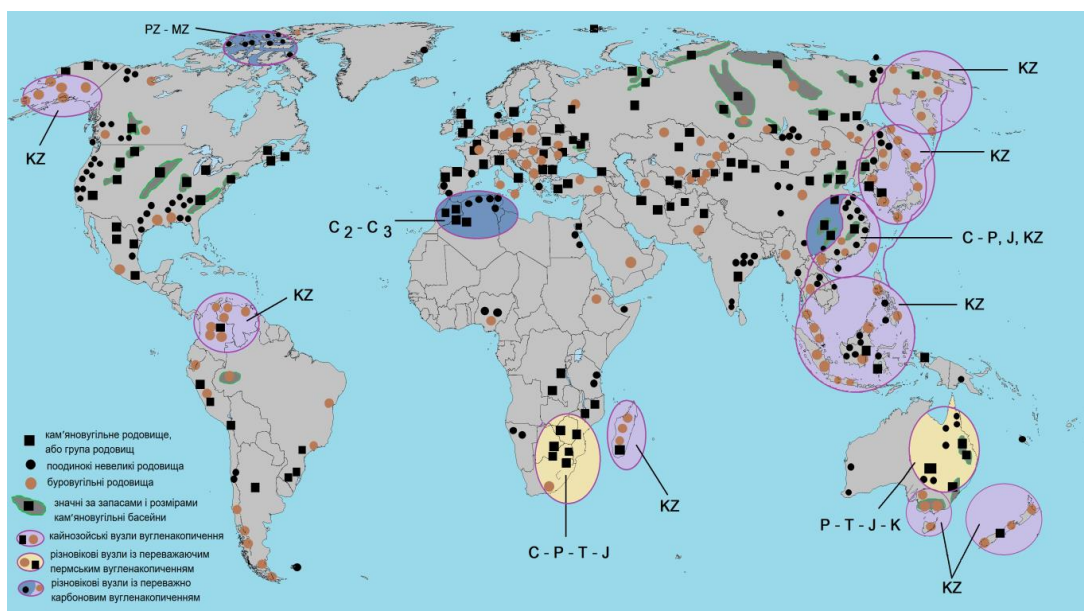 PZ - MZ
KZ
KZ
KZ
C₂ - C₃
C - P, J, KZ
KZ
KZ
KZ
P - T - J - K
C - P - T - J
KZ
кам'яновугільне родовище,
або група родовищ
поодинокі невеликі родовища
буровугільні родовища
значні за запасами і розмірами
кам'яновугільні басейни
кайнозойські вузли вугленакопичення
різновікові вузли із переважаючим
пермським вугленакопиченням
різновікові вузли із переважно
карбоновим вугленакопиченням